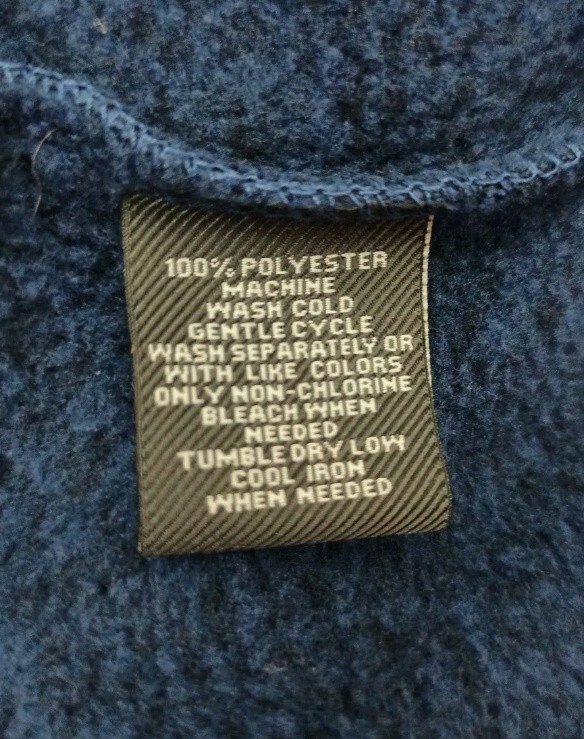 100% POLYESTER
MACHINE
WASH COLD
GENTLE CYCLE
WASH SEPARATELY OR
WITH LIKE COLORS
ONLY NON-CHLORINE
BLEACH WHEN
NEEDED
TUMBLE DRY LOW
COOL IRON
WHEN NEEDED